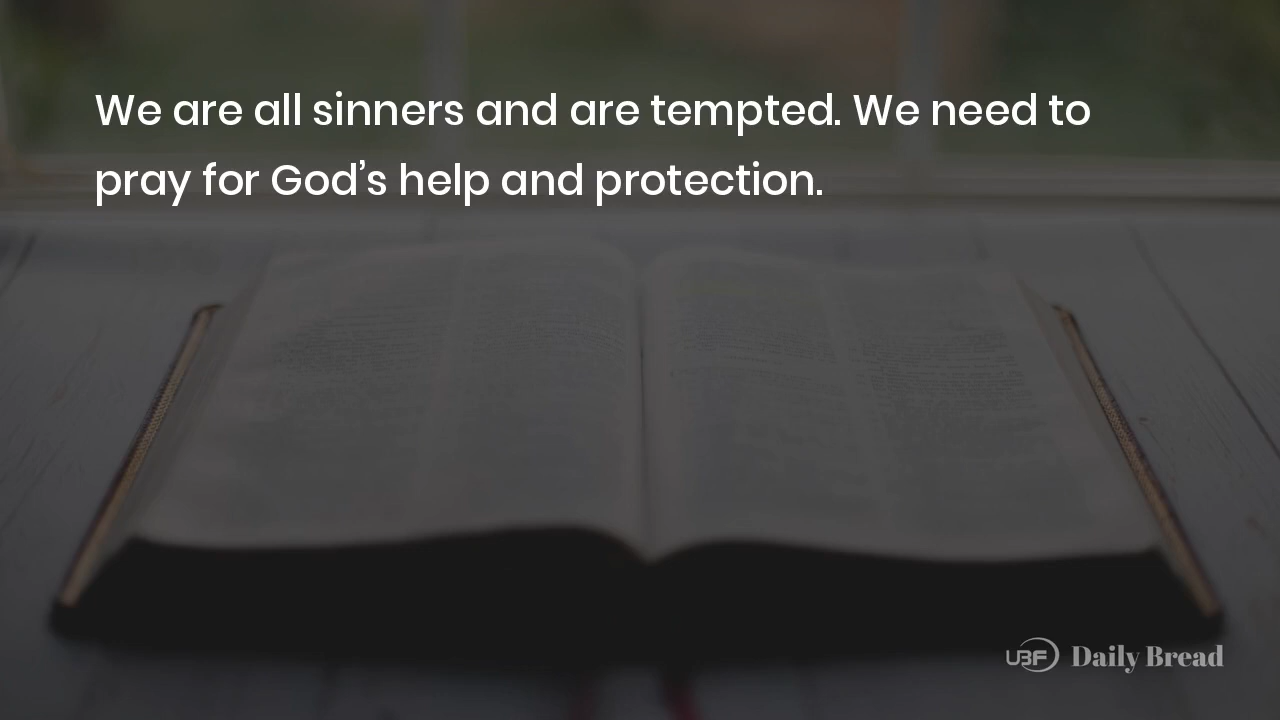 We are all sinners and are tempted. We need to
pray for God’s help and protection.
UBF Daily Bread